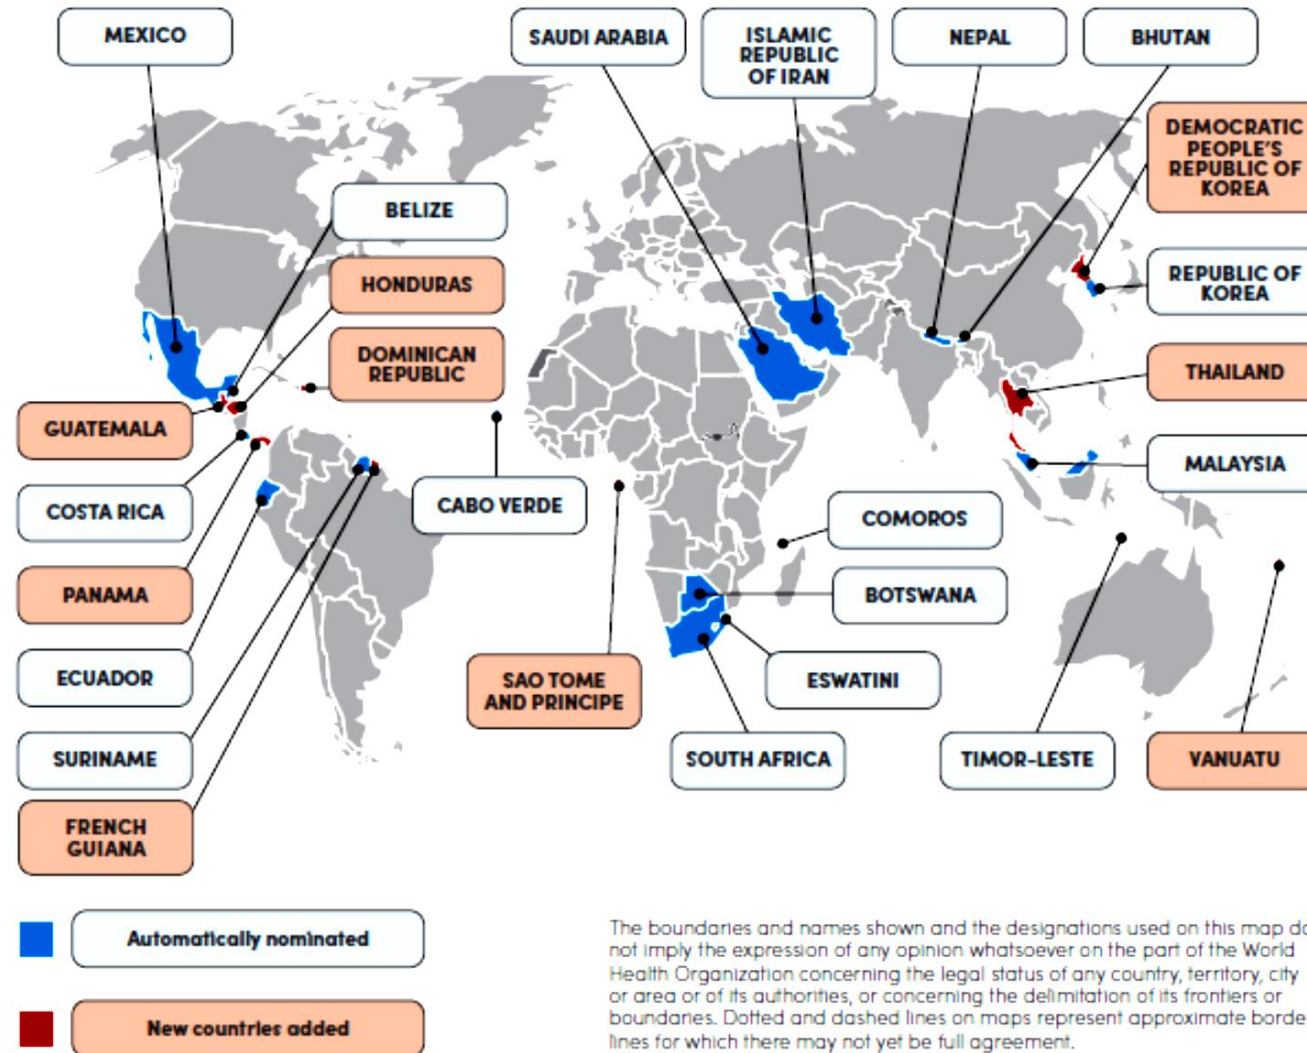 MEXICO
SAUDI ARABIA
ISLAMIC
REPUBLIC
OF IRAN
NEPAL
BHUTAN
DEMOCRATIC
PEOPLE'S
REPUBLIC OF
KOREA
BELIZE
REPUBLIC OF
KOREA
HONDURAS
DOMINICAN
REPUBLIC
THAILAND
GUATEMALA
MALAYSIA
COSTA RICA
CABO VERDE
COMOROS
PANAMA
BOTSWANA
ECUADOR
SAO TOME
AND PRINCIPE
ESWATINI
SURINAME
SOUTH AFRICA
TIMOR-LESTE
VANUATU
FRENCH
GUIANA
Automatically nominated
New countries added
The boundaries and names shown and the designations used on this map do
not imply the expression of any opinion whatsoever on the part of the World
Health Organization concerning the legal status of any country, territory, city
or area or of its authorities, or concerning the delimitation of its frontiers or
boundaries. Dotted and dashed lines on maps represent approximate borde
lines for which there may not yet be full agreement.